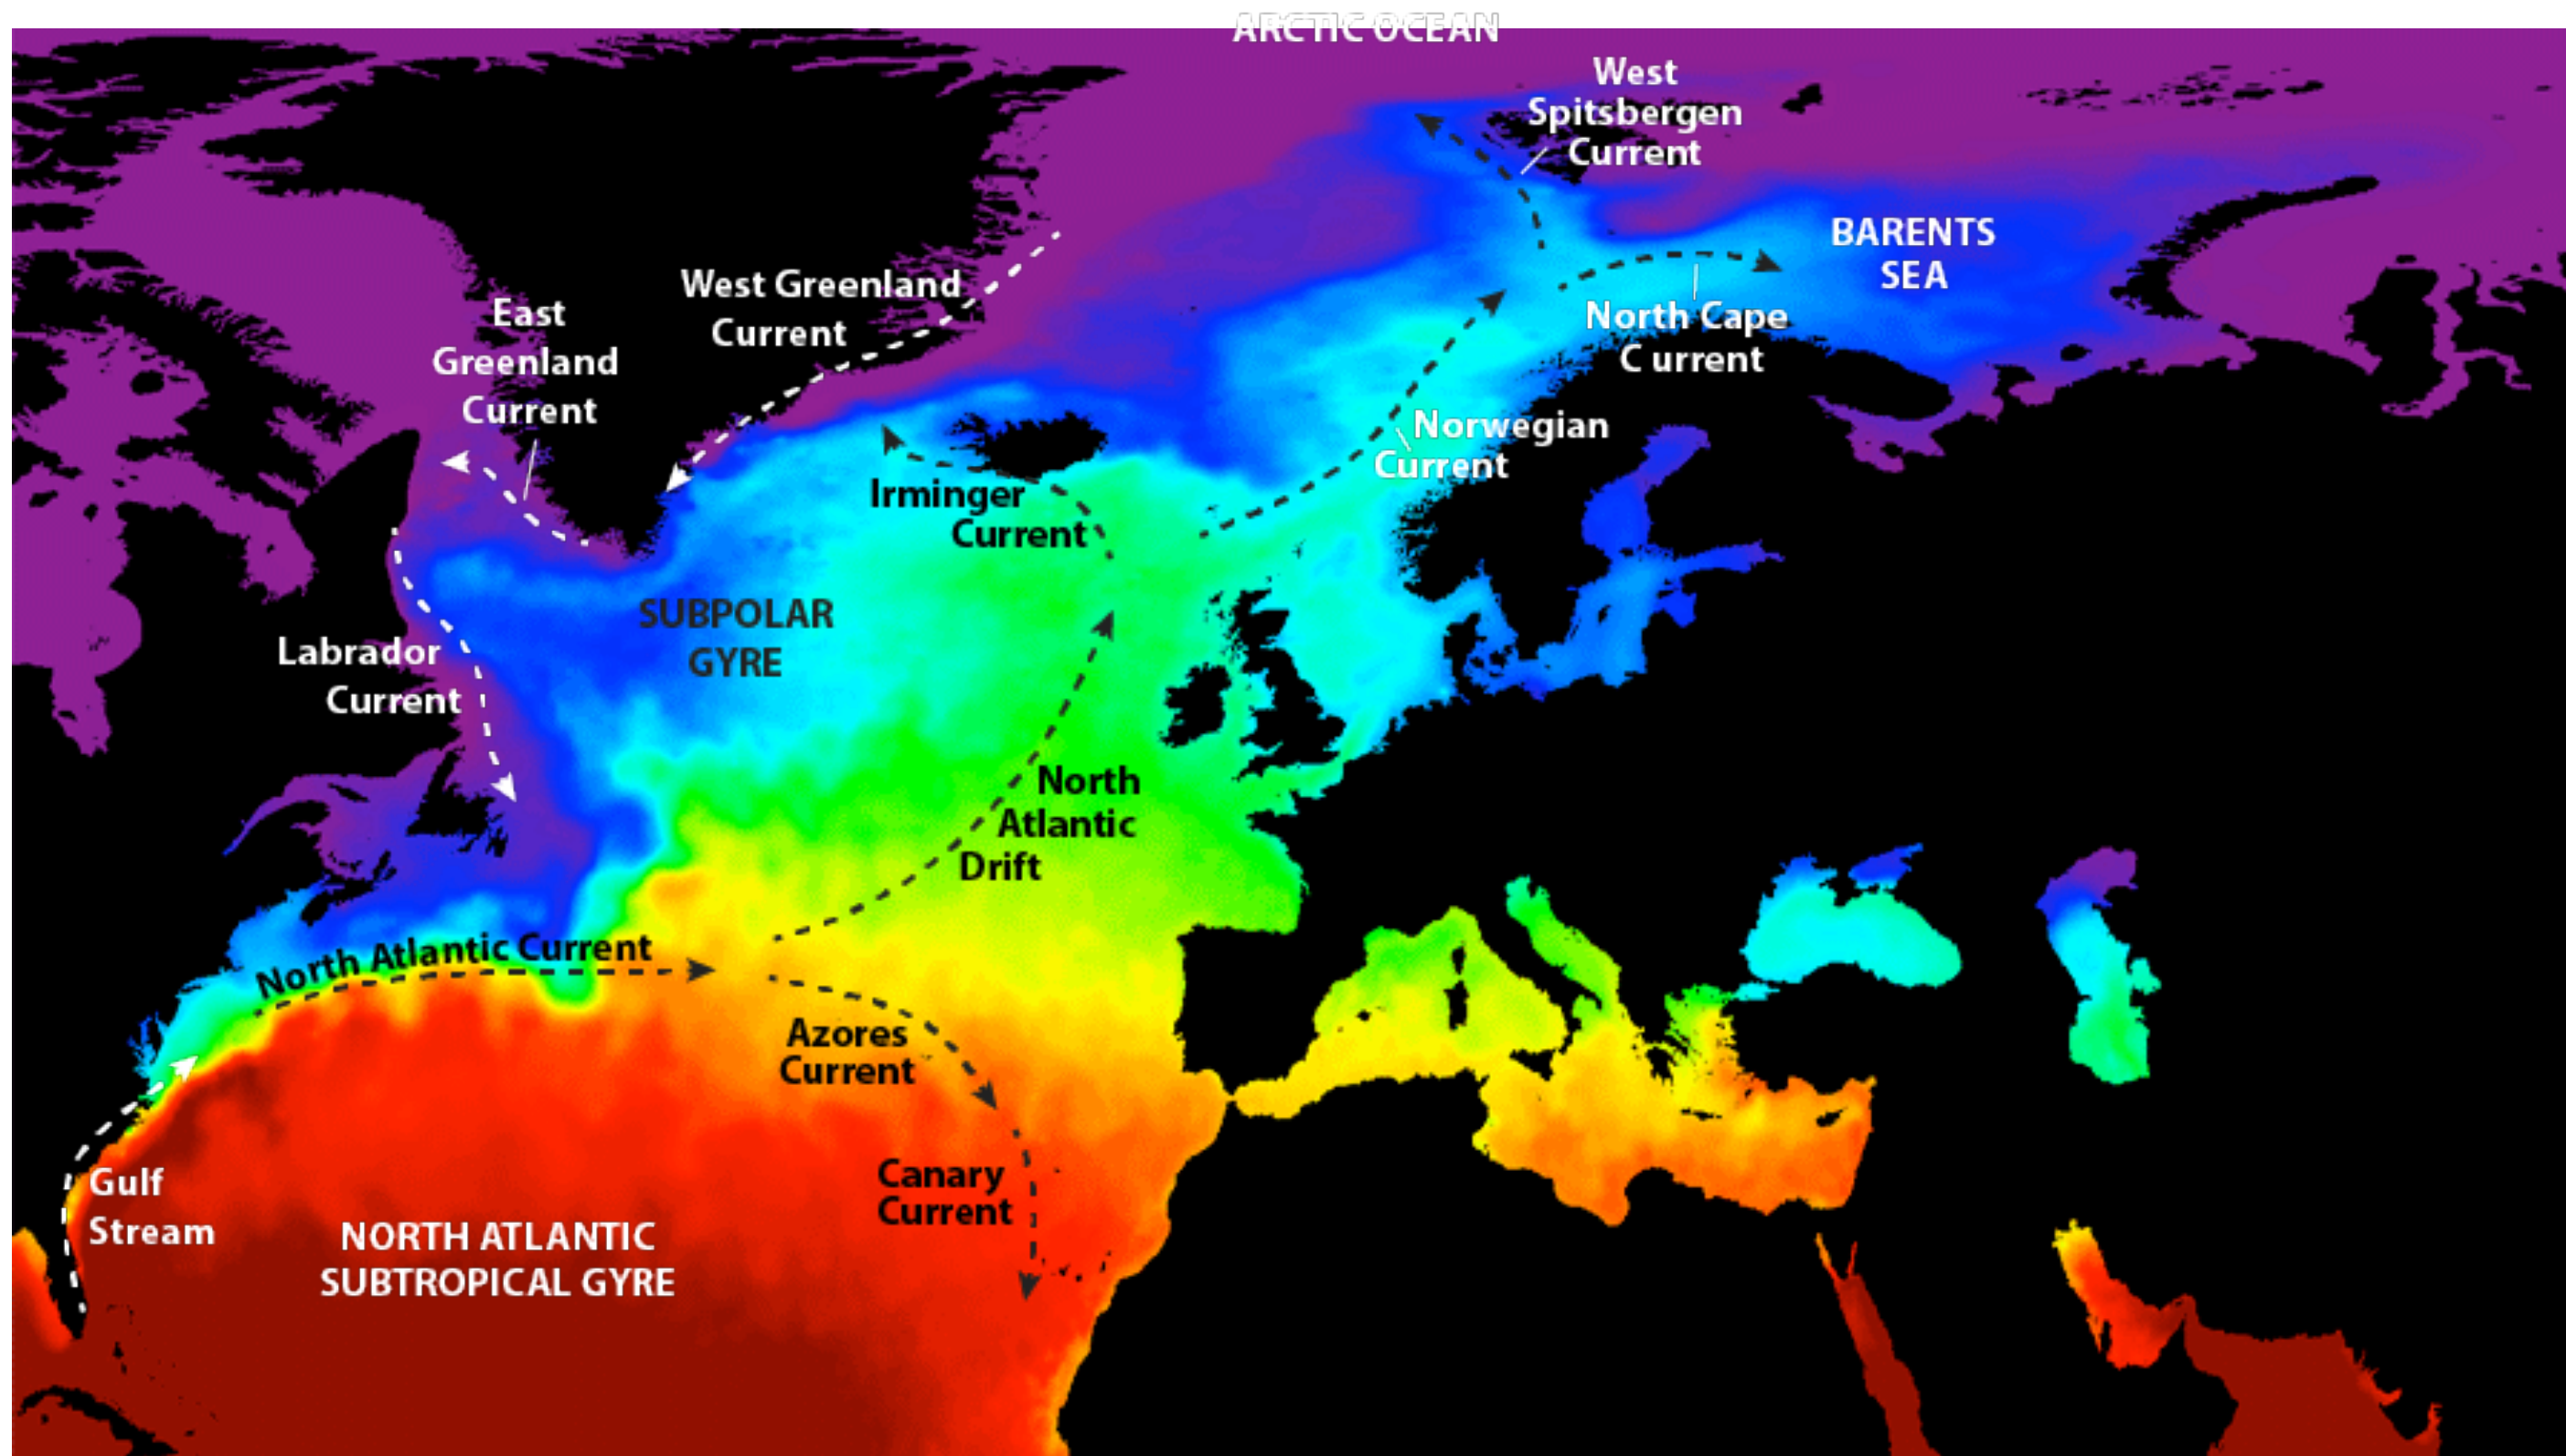 ARCTIC OCEAN
West
Spitsbergen
Current
BARENTS
SEA
West Greenland
Current
East
Greenland
Current
North Cape
C urrent
Norwegian
Current
Irminger
Current
SUBPOLAR
GYRE
Labrador
Current
North
Atlantic
Drift
North Atlantic Current
Azores
Current
Canary
Current
Gulf
Stream
NORTH ATLANTIC
SUBTROPICAL GYRE